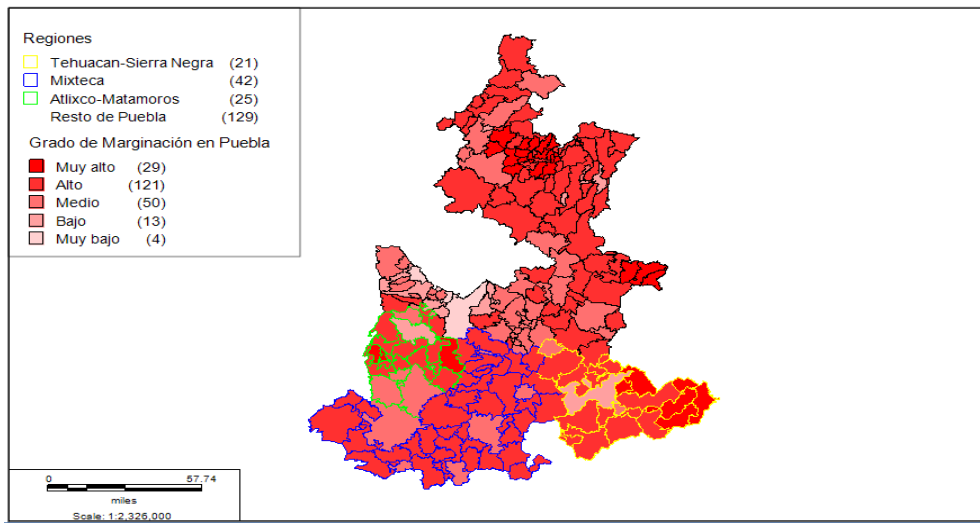 Regiones
Tehuacan-Sierra Negra (21)
Mixteca (42)
Atlixco-Matamoros (25)
Resto de Puebla (129)
Grado de Marginación en Puebla
Muy alto (29)
Alto (121)
Medio (50)
Bajo (13)
Muy bajo (4)
0 57.74
miles
Scale: 1:2,326,000